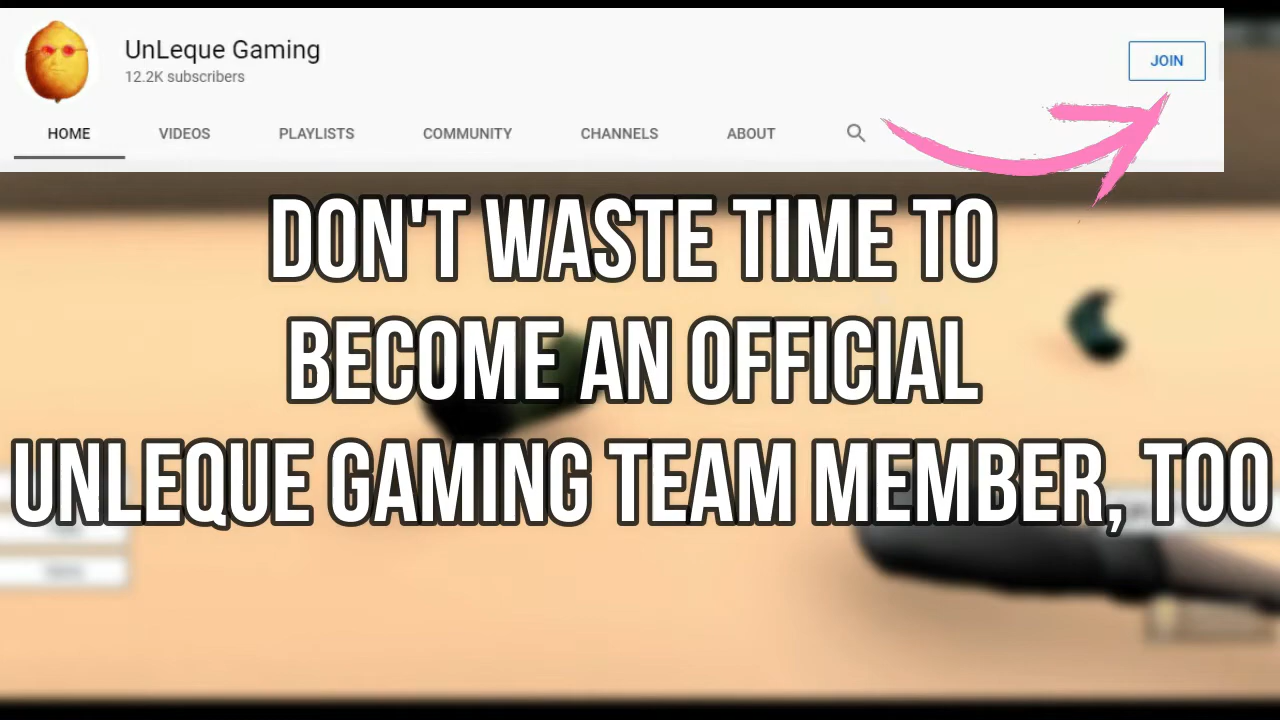 UnLeque Gaming
12.2K subscribers
JOIN
HOME VIDEOS PLAYLISTS COMMUNITY CHANNELS ABOUT
DON'T WASTE TIME TO
BECOME AN OFFICIAL
UNLEQUE GAMING TEAM MEMBER, TOO